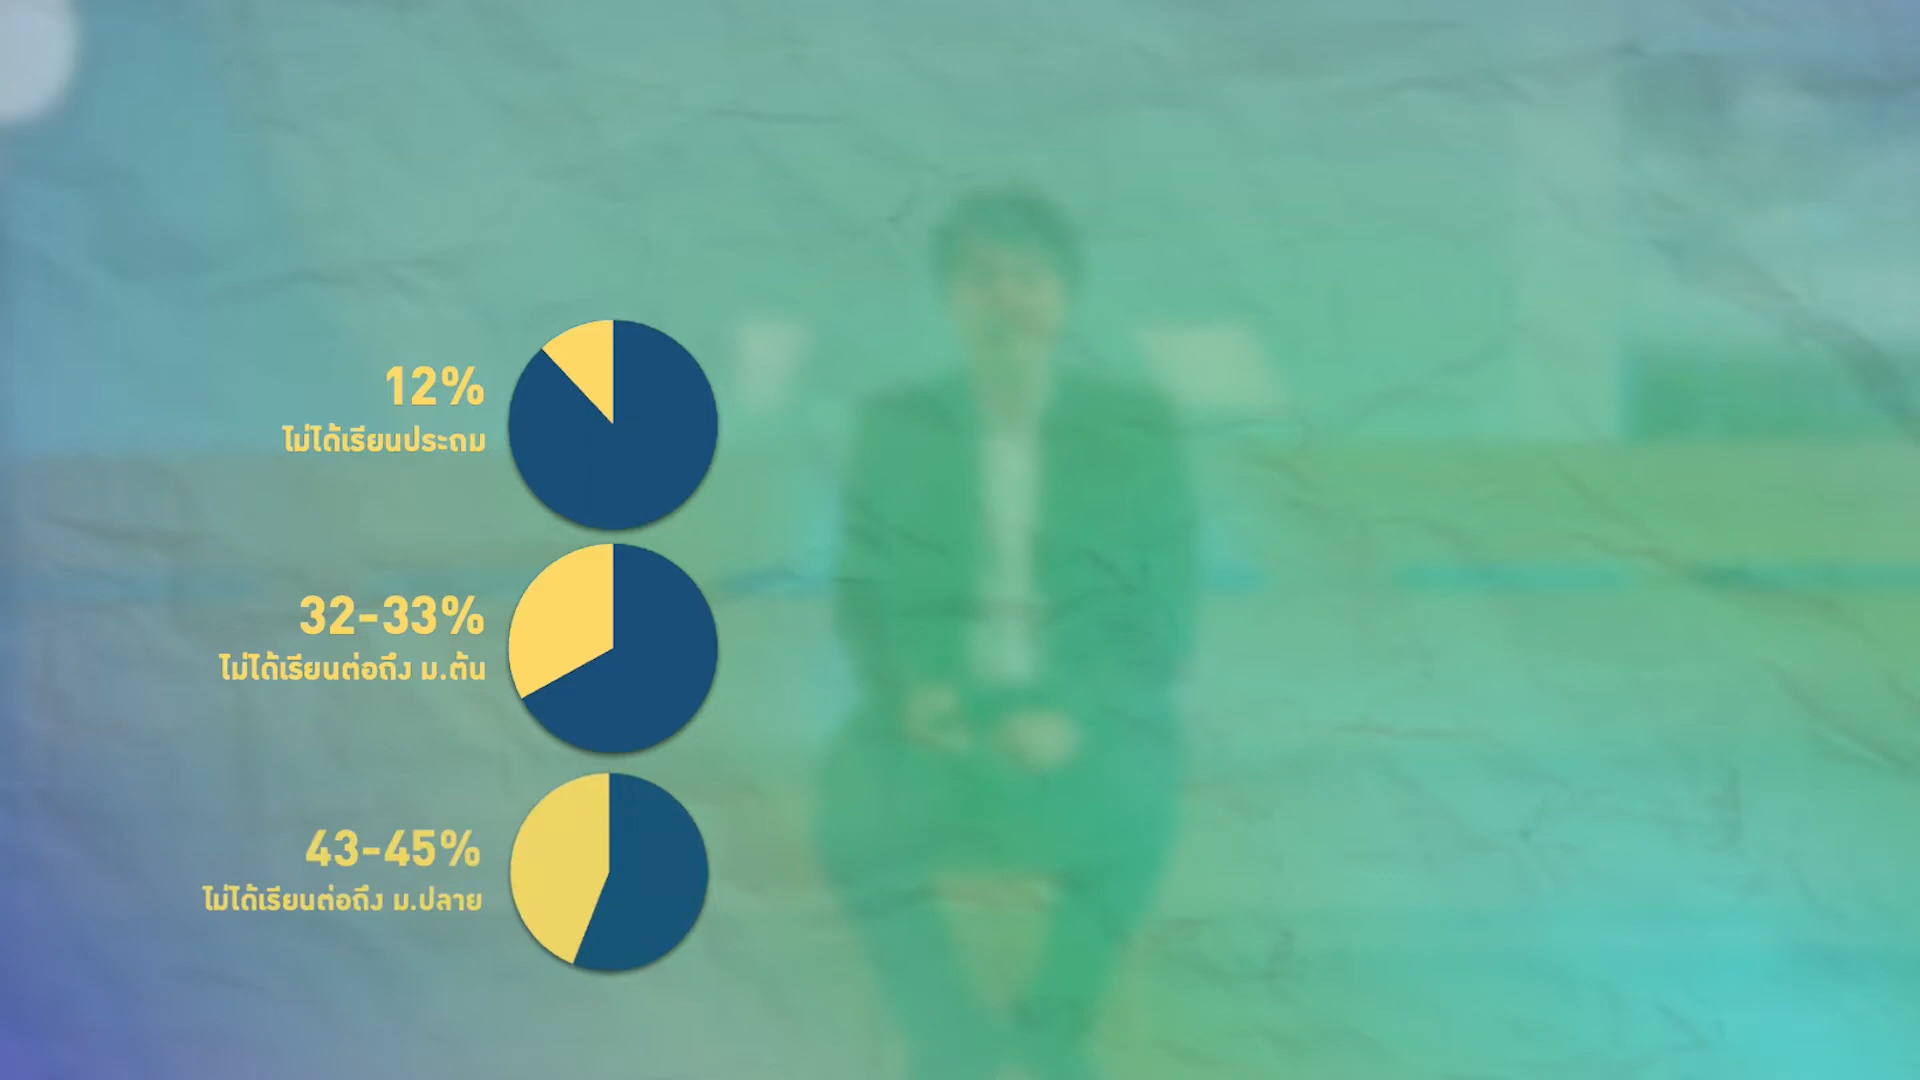 12%
ไม่ได้เรียนประถม
32-33%
ไม่ได้เรียนต่อถึง ม.ต้น
43-45%
ไม่ได้เรียนต่อถึง ม.ปลาย